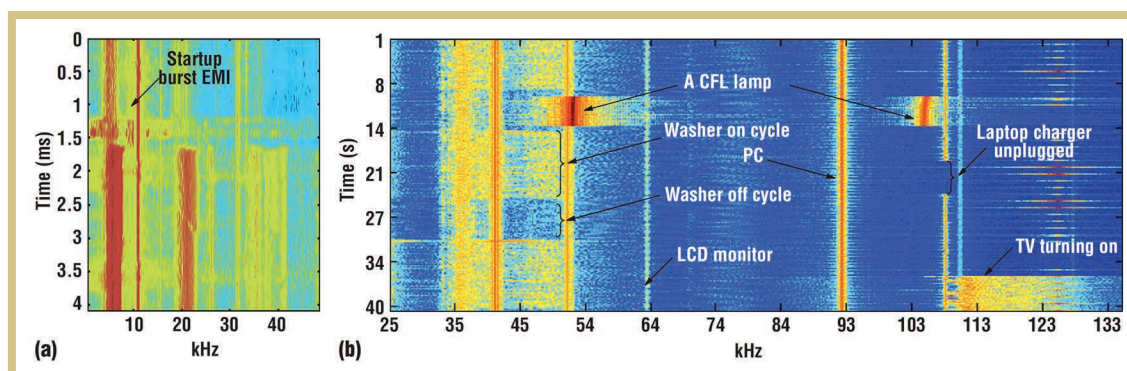 0
0.5
1
1.5
2
2.5
3
3.5
4
Time (ms)
Startup
burst EMI
10
20
30
40
kHz
(a)
1
8
14
21
27
34
40
Time (s)
A CFL lamp
Washer on cycle
PC
Laptop charger
unplugged
Washer off cycle
LCD monitor
TV turning on
25
35
45
54
64
74
84
93
103
113
123
133
kHz
(b)